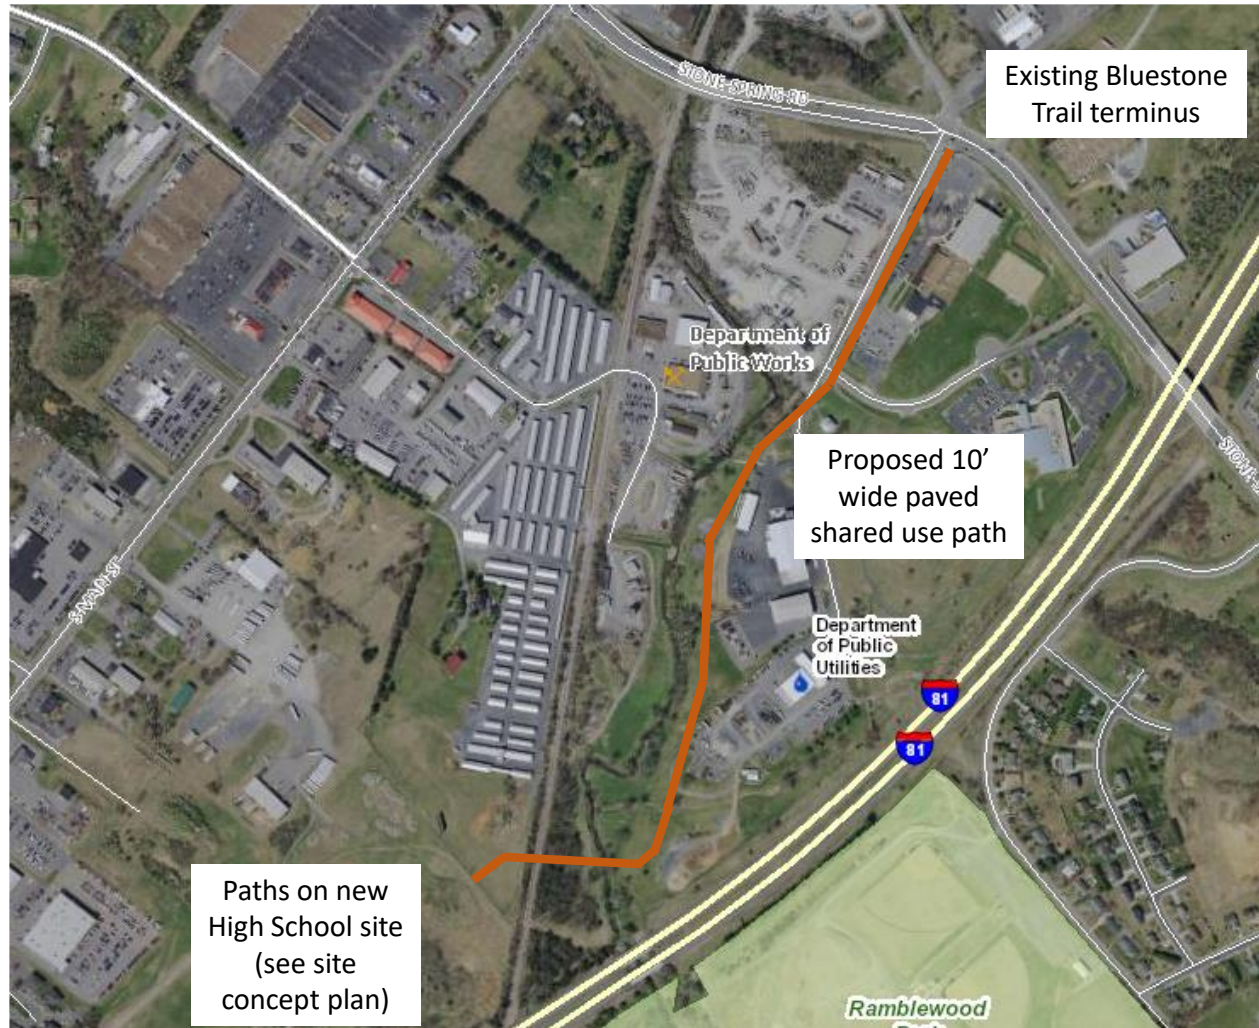 STONE SPRING RD
Existing Bluestone
Trail terminus
Department of
Public Works
Proposed 10’
wide paved
shared use path
S MAIN ST
Department
of Public
Utilities
81
81
Paths on new
High School site
(see site
concept plan)
Ramblewood